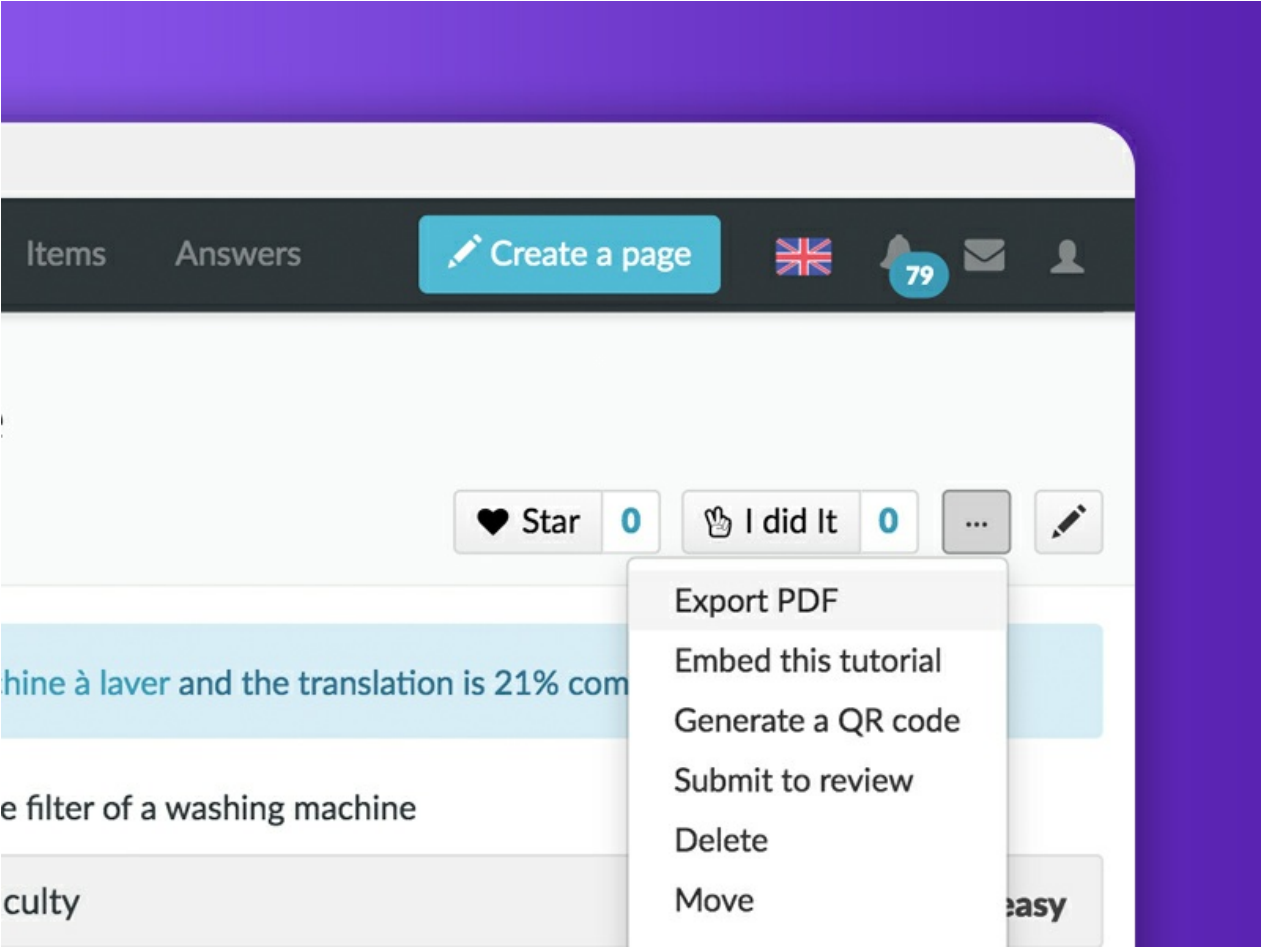 Items Answers Create a page 79
Star 0 I did It 0 ...
Export PDF
hine à laver and the translation is 21% com
Embed this tutorial
Generate a QR code
Submit to review
e filter of a washing machine
Delete
culty
Move
easy